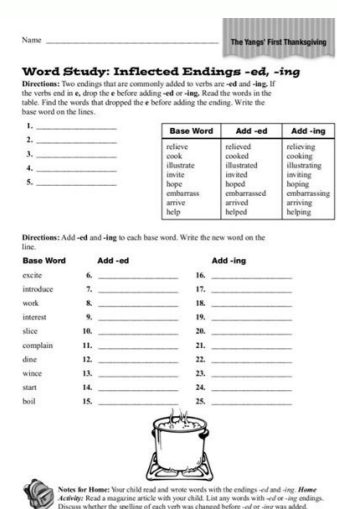 Name
The Yangs' First Thanksgiving
Word Study: Inflected Endings -ed, -ing
Directions: Two endings that are commonly added to verbs are -ed and -ing. If
the verbs end in e, drop the e before adding -ed or -ing. Read the words in the
table. Find the words that dropped the e before adding the ending. Write the
base word on the lines.
1.
2.
3.
4.
5.
Base Word Add -ed Add -ing
relieve relieved relieving
cook cooked cooking
illustrate illustrated illustrating
invite invited inviting
hope hoped hoping
embarrass embarrassed embarrassing
arrive arrived arriving
help helped helping
Directions: Add -ed and -ing to each base word. Write the new word on the
line.
Base Word Add -ed Add -ing
excite 6. 16.
introduce 7. 17.
work 8. 18.
interest 9. 19.
slice 10. 20.
complain 11. 21.
dine 12. 22.
wince 13. 23.
start 14. 24.
boil 15. 25.
Notes for Home: Your child read and wrote words with the endings -ed and -ing. Home
Activity: Read a magazine article with your child. List any words with -ed or -ing endings.
Discuss whether the spelling of each verb was changed before -ed or -ing was added.